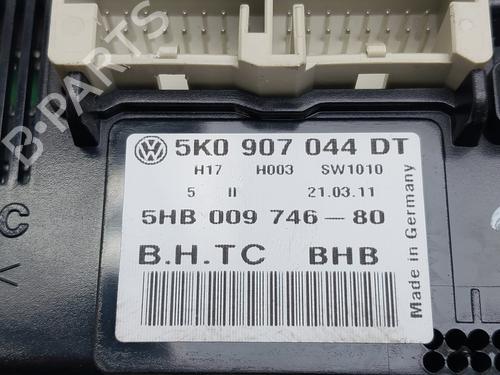 B-PARTS
5K0 907 044 DT
H17 H003 SW1010
5 II 21.03.11
5HB 009 746-80
B.H.TC BHB
Made in Germany